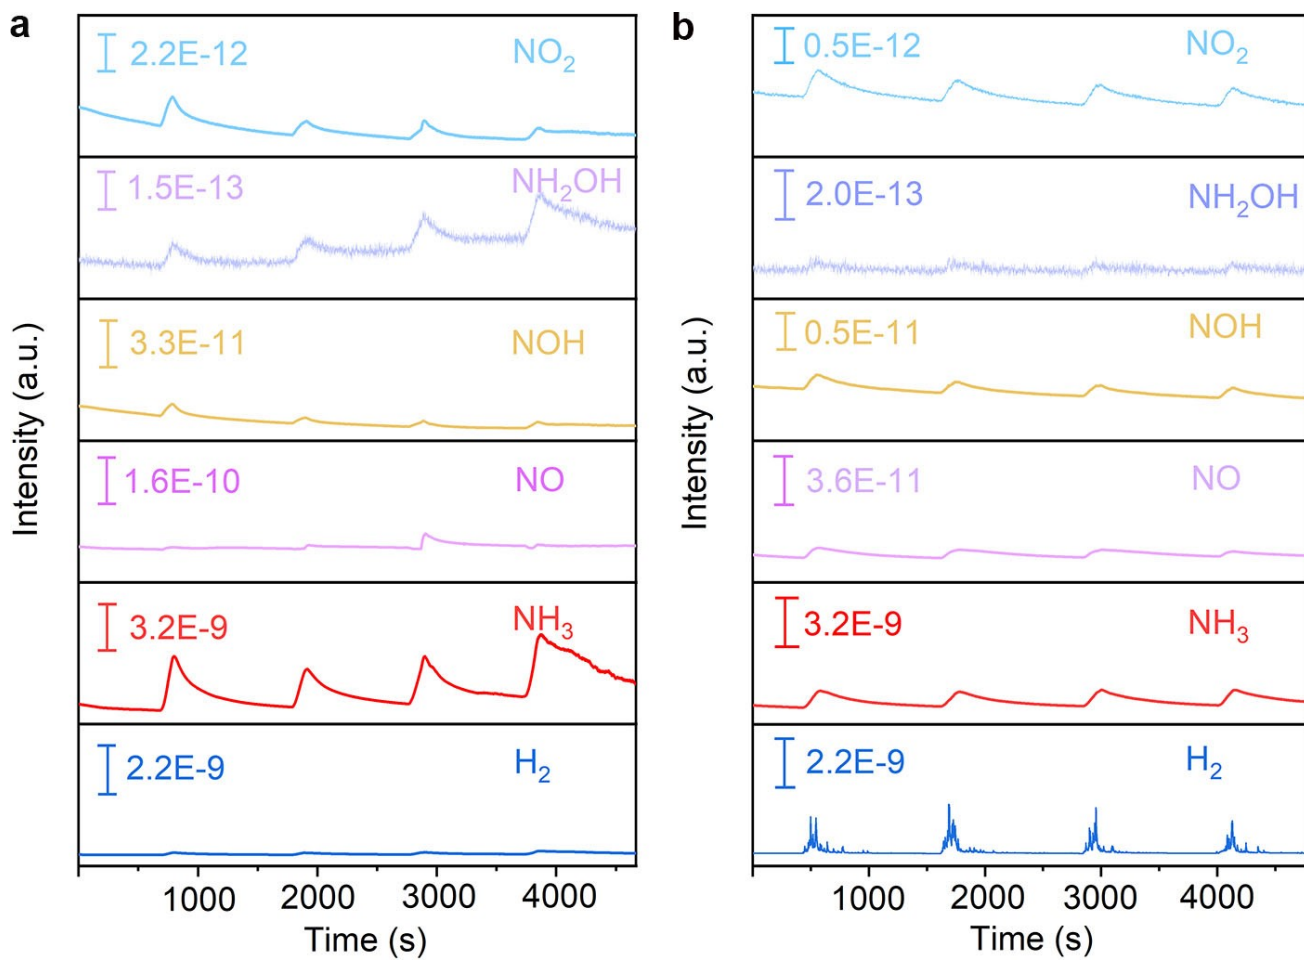 a
Intensity (a.u.)
2.2E-12 NO₂
1.5E-13 NH₂OH
3.3E-11 NOH
1.6E-10 NO
3.2E-9 NH₃
2.2E-9 H₂
1000 2000 3000 4000
Time (s)
b
Intensity (a.u.)
0.5E-12 NO₂
2.0E-13 NH₂OH
0.5E-11 NOH
3.6E-11 NO
3.2E-9 NH₃
2.2E-9 H₂
1000 2000 3000 4000
Time (s)